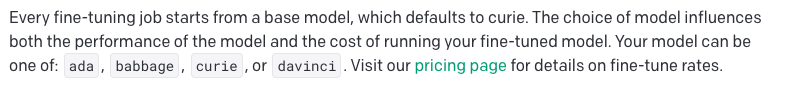 Every fine-tuning job starts from a base model, which defaults to curie. The choice of model influences
both the performance of the model and the cost of running your fine-tuned model. Your model can be
one of: ada, babbage, curie, or davinci. Visit our pricing page for details on fine-tune rates.